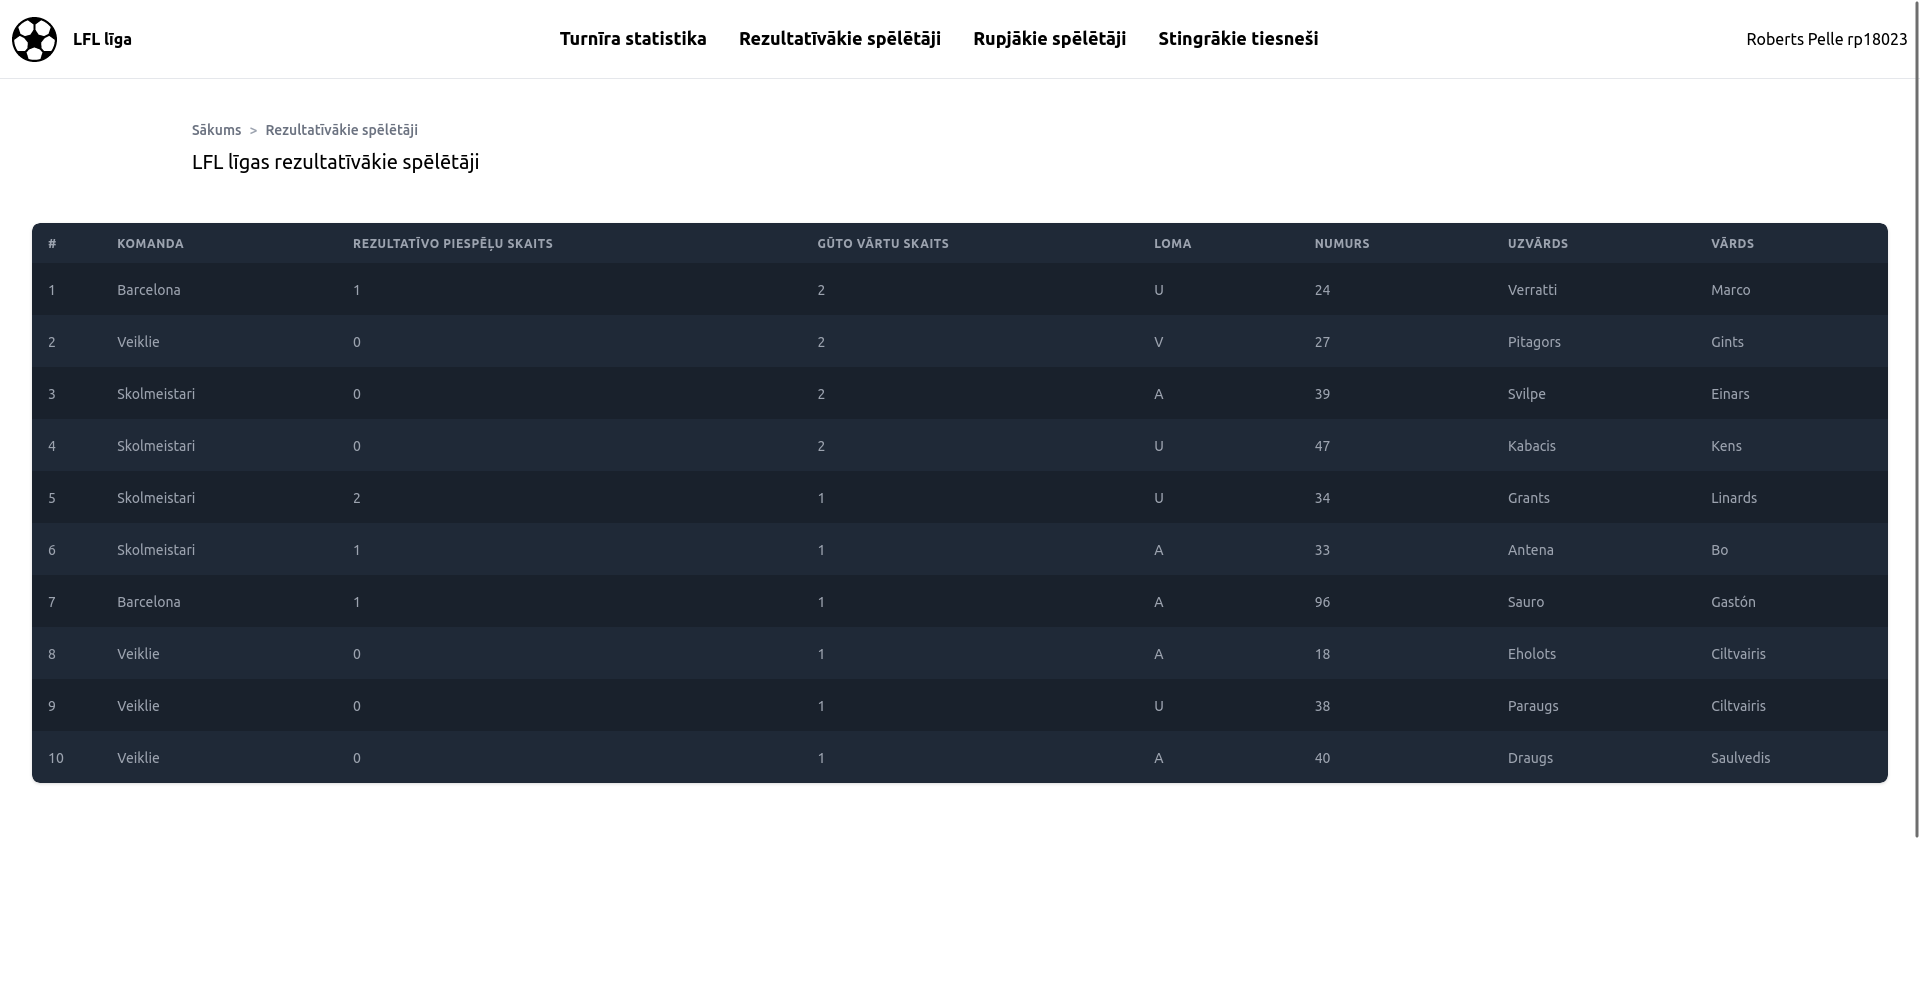 LFL līga
Turnīra statistika Rezultatīvākie spēlētāji Rupjākie spēlētāji Stingrākie tiesneši
Roberts Pelle rp18023
Sākums > Rezultatīvākie spēlētāji
LFL līgas rezultatīvākie spēlētāji
# KOMANDA REZULTATĪVO PIESPĒĻU SKAITS GŪTO VĀRTU SKAITS LOMA NUMURS UZVĀRDS VĀRDS
1 Barcelona 1 2 U 24 Verratti Marco
2 Veiklie 0 2 V 27 Pitagors Gints
3 Skolmeistari 0 2 A 39 Svilpe Einars
4 Skolmeistari 0 2 U 47 Kabacis Kens
5 Skolmeistari 2 1 U 34 Grants Linards
6 Skolmeistari 1 1 A 33 Antena Bo
7 Barcelona 1 1 A 96 Sauro Gastón
8 Veiklie 0 1 A 18 Eholots Ciltvairis
9 Veiklie 0 1 U 38 Paraugs Ciltvairis
10 Veiklie 0 1 A 40 Draugs Saulvedis